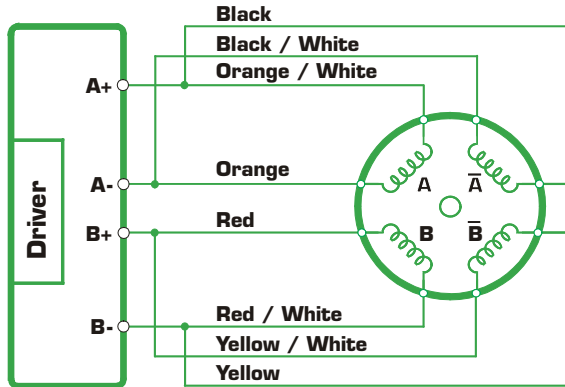 Black
Black / White
Orange / White
A+
A-
Orange
A
A̅
Driver
B+
Red
B
B̅
B-
Red / White
Yellow / White
Yellow